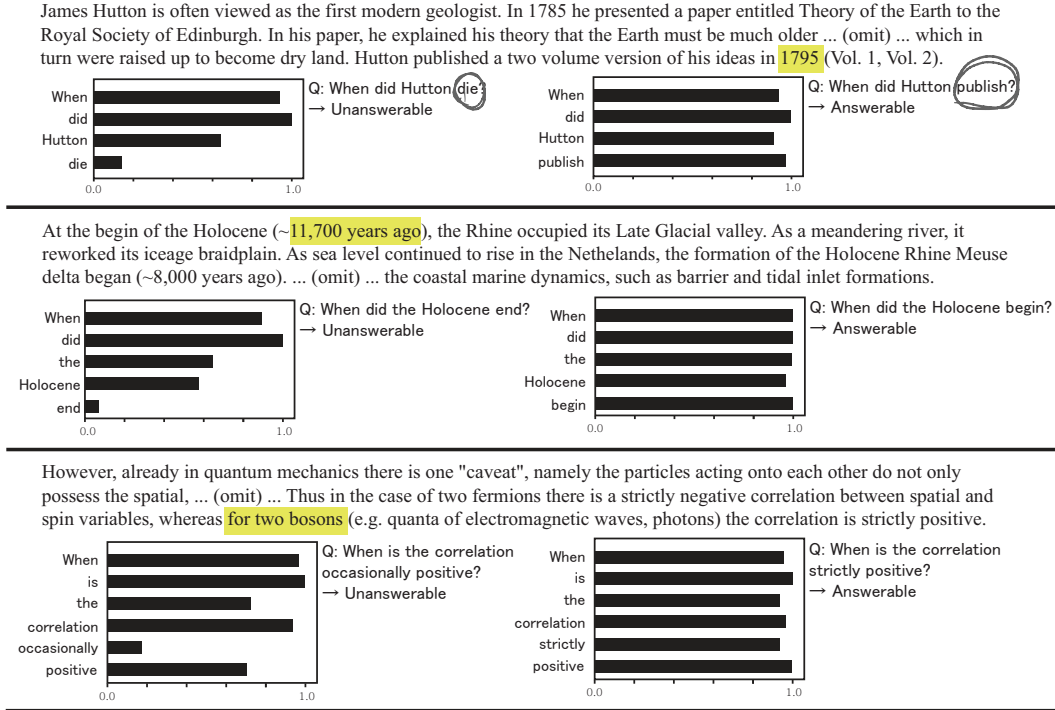 James Hutton is often viewed as the first modern geologist. In 1785 he presented a paper entitled Theory of the Earth to the
Royal Society of Edinburgh. In his paper, he explained his theory that the Earth must be much older ... (omit) ... which in
turn were raised up to become dry land. Hutton published a two volume version of his ideas in 1795 (Vol. 1, Vol. 2).
When
did
Hutton
die
0.0 1.0
Q: When did Hutton die?
→ Unanswerable
When
did
Hutton
publish
0.0 1.0
Q: When did Hutton publish?
→ Answerable
At the begin of the Holocene (~11,700 years ago), the Rhine occupied its Late Glacial valley. As a meandering river, it
reworked its iceage braidplain. As sea level continued to rise in the Nethelands, the formation of the Holocene Rhine Meuse
delta began (~8,000 years ago). ... (omit) ... the coastal marine dynamics, such as barrier and tidal inlet formations.
When
did
the
Holocene
end
0.0 1.0
Q: When did the Holocene end?
→ Unanswerable
When
did
the
Holocene
begin
0.0 1.0
Q: When did the Holocene begin?
→ Answerable
However, already in quantum mechanics there is one "caveat", namely the particles acting onto each other do not only
possess the spatial, ... (omit) ... Thus in the case of two fermions there is a strictly negative correlation between spatial and
spin variables, whereas for two bosons (e.g. quanta of electromagnetic waves, photons) the correlation is strictly positive.
When
is
the
correlation
occasionally
positive
0.0 1.0
Q: When is the correlation
occasionally positive?
→ Unanswerable
When
is
the
correlation
strictly
positive
0.0 1.0
Q: When is the correlation
strictly positive?
→ Answerable